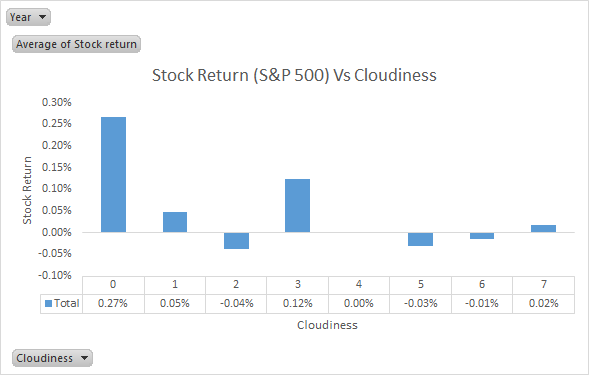 Year
Average of Stock return
Stock Return (S&P 500) Vs Cloudiness
0.30%
0.25%
0.20%
0.15%
0.10%
0.05%
0.00%
-0.05%
-0.10%
Stock Return
0 1 2 3 4 5 6 7
Total 0.27% 0.05% -0.04% 0.12% 0.00% -0.03% -0.01% 0.02%
Cloudiness
Cloudiness